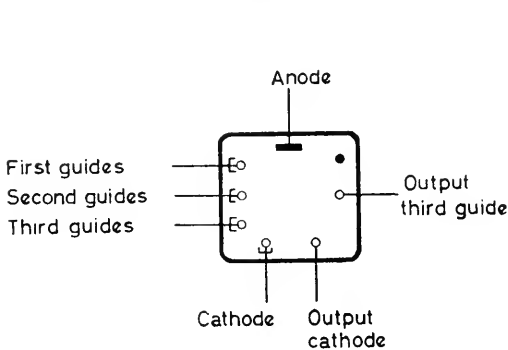 Anode
First guides
Second guides
Third guides
Output
third guide
Cathode
Output
cathode